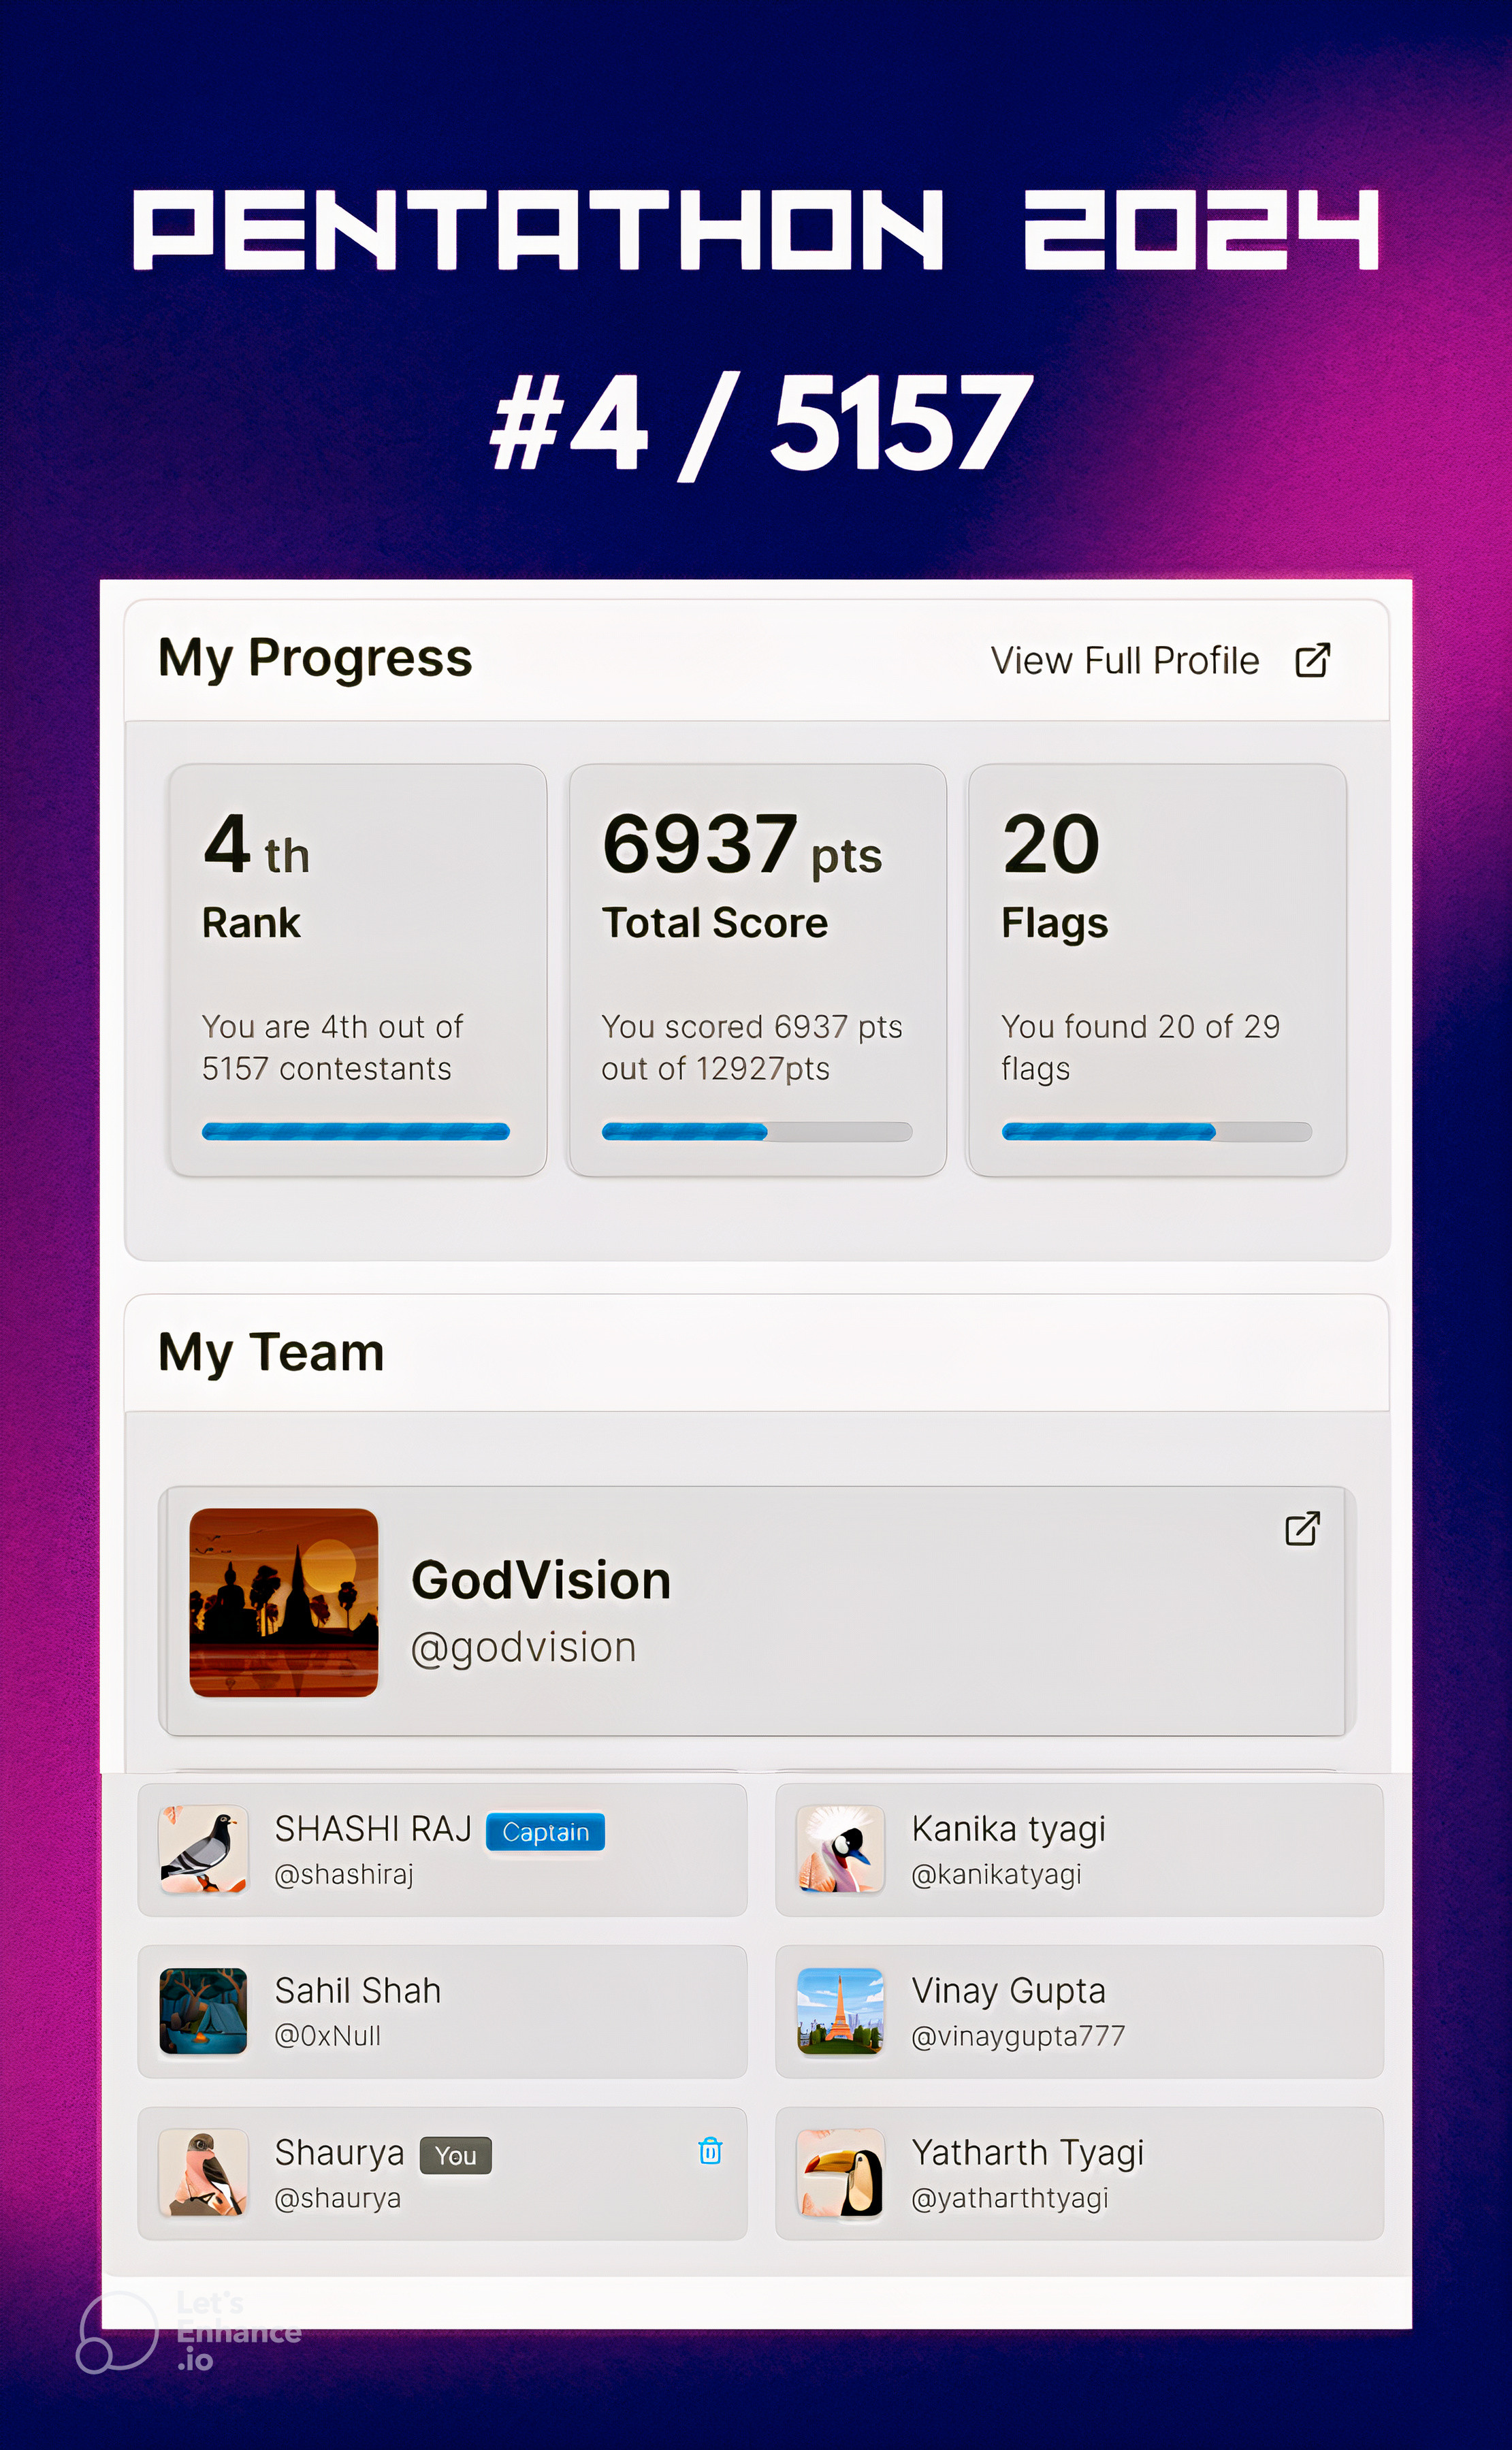 PENTATHON 2024
#4 / 5157
My Progress
View Full Profile
4 th
Rank
You are 4th out of
5157 contestants
6937 pts
Total Score
You scored 6937 pts
out of 12927pts
20
Flags
You found 20 of 29
flags
My Team
GodVision
@godvision
SHASHI RAJ Captain
@shashiraj
Kanika tyagi
@kanikatyagi
Sahil Shah
@0xNull
Vinay Gupta
@vinaygupta777
Shaurya You
@shaurya
Yatharth Tyagi
@yatharthtyagi
Let's
Enhance
.io